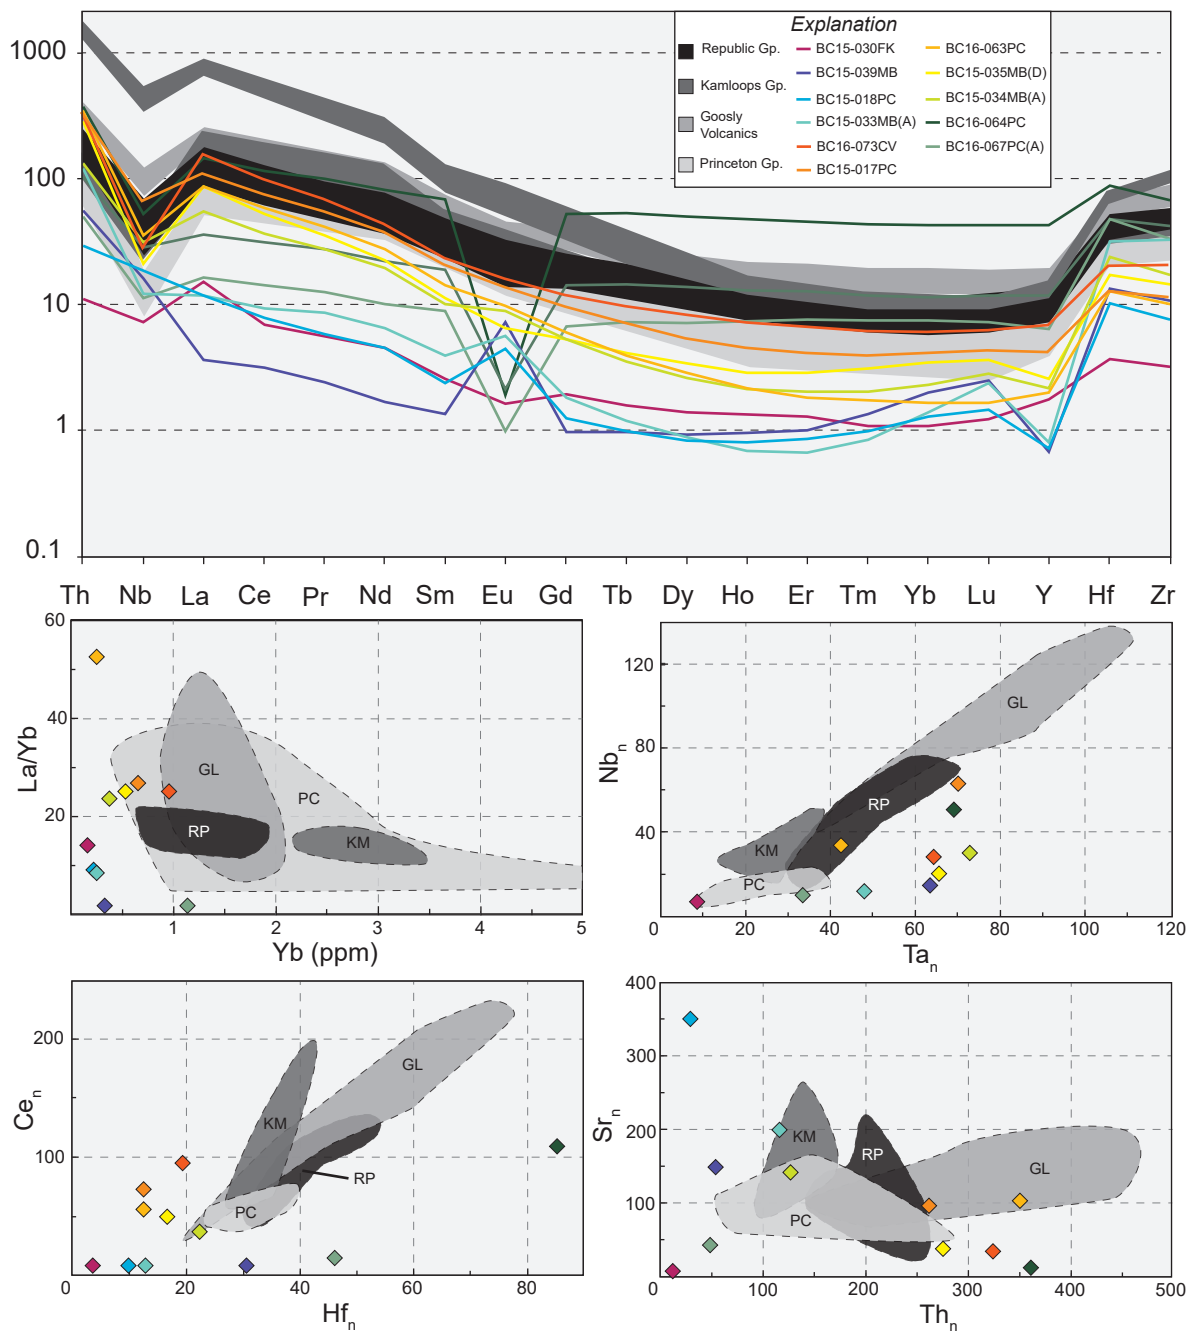 Explanation
Republic Gp.
Kamloops Gp.
Goosly
Volcanics
Princeton Gp.
BC15-030FK
BC15-039MB
BC15-018PC
BC15-033MB(A)
BC16-073CV
BC15-017PC
BC16-063PC
BC15-035MB(D)
BC15-034MB(A)
BC16-064PC
BC16-067PC(A)
1000
100
10
1
0.1
Th Nb La Ce Pr Nd Sm Eu Gd Tb Dy Ho Er Tm Yb Lu Y Hf Zr
60
40
20
La/Yb
GL
PC
RP
KM
1 2 3 4 5
Yb (ppm)
120
80
40
Nbn
GL
RP
KM
PC
0 20 40 60 80 100 120
Tan
200
100
Cen
GL
KM
RP
PC
0 20 40 60 80
Hfn
400
300
200
100
0
Srn
KM
RP
GL
PC
0 100 200 300 400 500
Thn